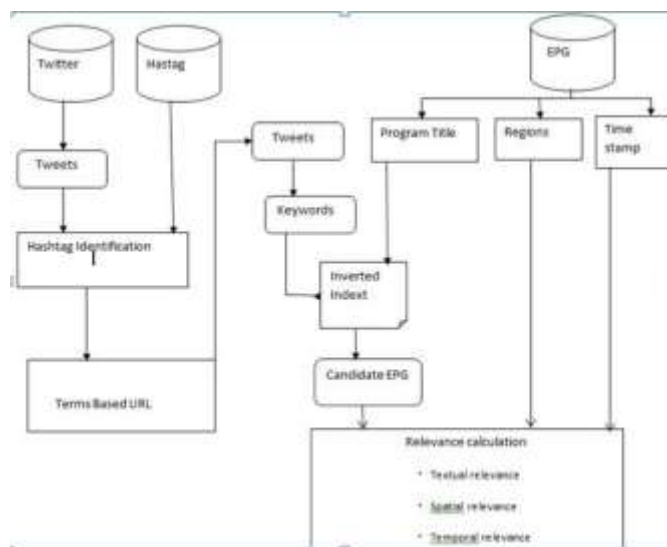 Twitter
Hastag
EPG
Tweets
Program Title
Regions
Time
stamp
Tweets
Keywords
Hashtag Identification
Inverted
Indext
Candidate EPG
Terms Based URL
Relevance calculation
• Textual relevance
• Spatial relevance
• Temporal relevance